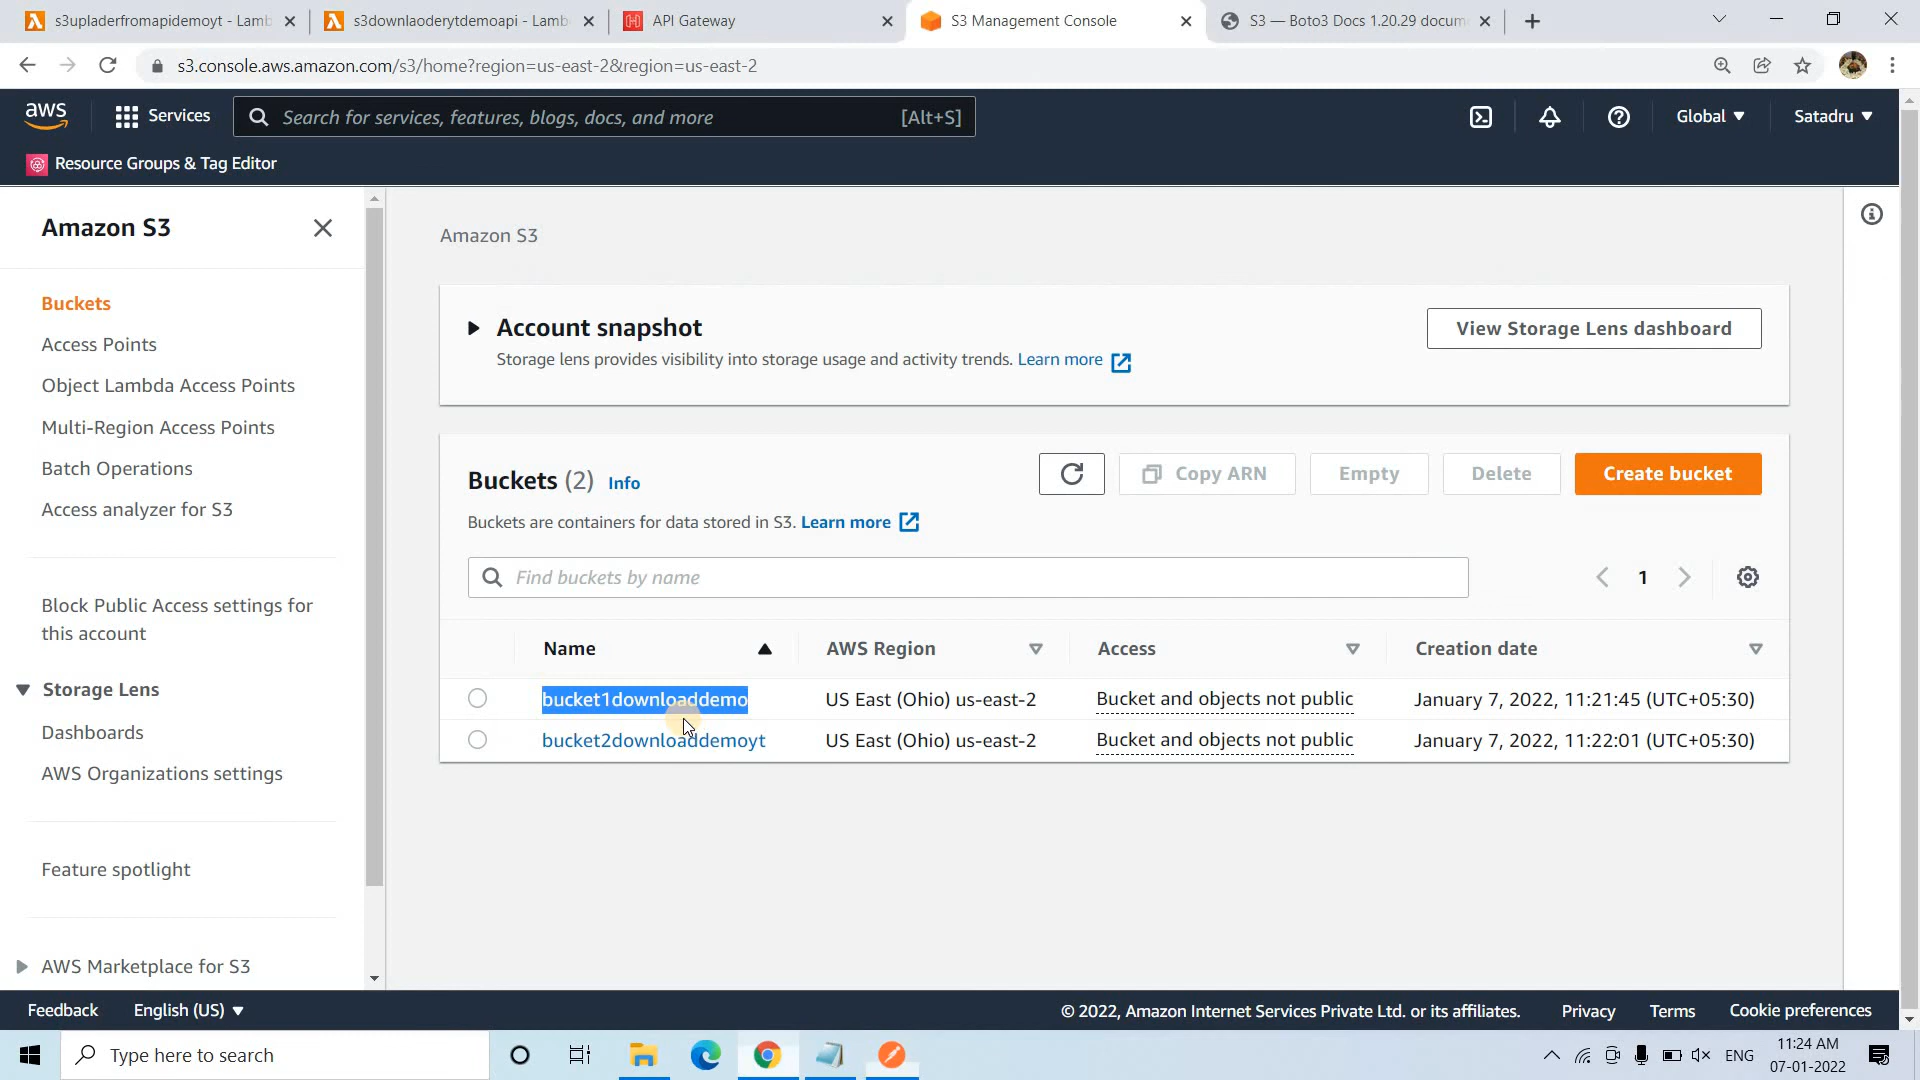 s3upladerfromapidemoyt - Lamb
s3downlaoderytdemoapi - Lamb
API Gateway
S3 Management Console
S3 — Boto3 Docs 1.20.29 docum
s3.console.aws.amazon.com/s3/home?region=us-east-2&region=us-east-2
aws
Services
Search for services, features, blogs, docs, and more
[Alt+S]
Global
Satadru
Resource Groups & Tag Editor
Amazon S3
Buckets
Access Points
Object Lambda Access Points
Multi-Region Access Points
Batch Operations
Access analyzer for S3
Block Public Access settings for
this account
Storage Lens
Dashboards
AWS Organizations settings
Feature spotlight
AWS Marketplace for S3
Amazon S3
Account snapshot
Storage lens provides visibility into storage usage and activity trends. Learn more
View Storage Lens dashboard
Buckets (2) Info
Copy ARN
Empty
Delete
Create bucket
Buckets are containers for data stored in S3. Learn more
Find buckets by name
1
Name
AWS Region
Access
Creation date
bucket1downloaddemo US East (Ohio) us-east-2 Bucket and objects not public January 7, 2022, 11:21:45 (UTC+05:30)
bucket2downloaddemoyt US East (Ohio) us-east-2 Bucket and objects not public January 7, 2022, 11:22:01 (UTC+05:30)
Feedback
English (US)
© 2022, Amazon Internet Services Private Ltd. or its affiliates.
Privacy
Terms
Cookie preferences
Type here to search
ENG
11:24 AM
07-01-2022